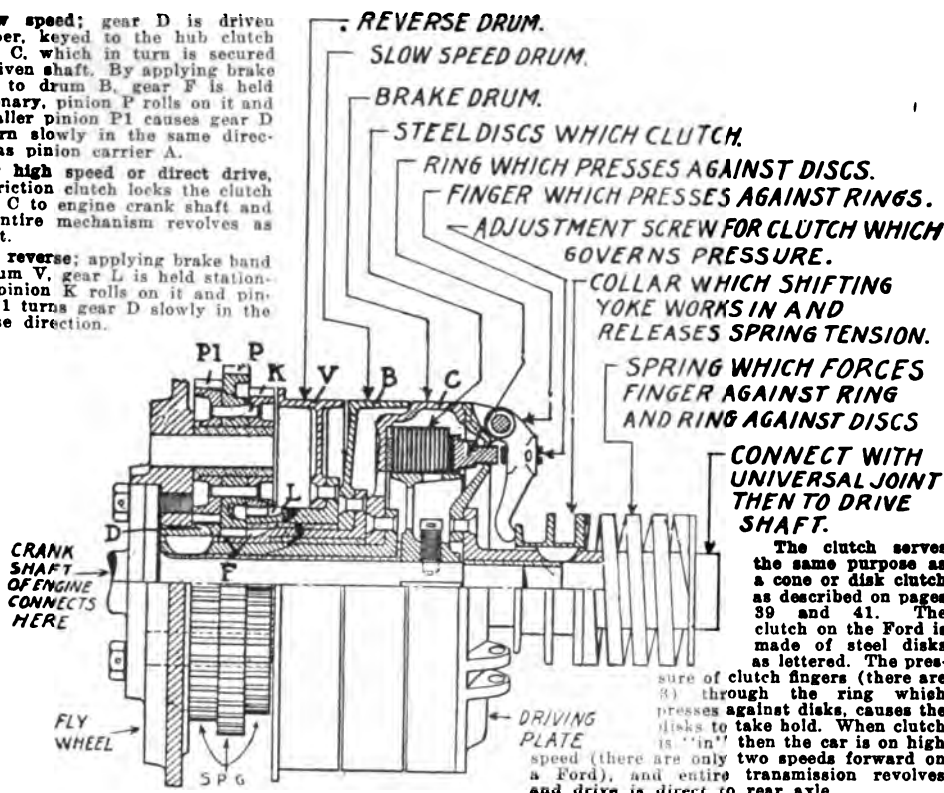 w speed; gear D is driven
ber, keyed to the hub clutch
C, which in turn is secured
iven shaft. By applying brake
to drum B, gear F is held
nary, pinion P rolls on it and
aller pinion P1 causes gear D
rn slowly in the same direc-
as pinion carrier A.
high speed or direct drive,
riction clutch locks the clutch
C to engine crank shaft and
entire mechanism revolves as
t.
reverse; applying brake band
um V, gear L is held station-
pinion K rolls on it and pin-
1 turns gear D slowly in the
se direction.
REVERSE DRUM.
SLOW SPEED DRUM.
BRAKE DRUM.
STEEL DISCS WHICH CLUTCH.
RING WHICH PRESSES AGAINST DISCS.
FINGER WHICH PRESSES AGAINST RINGS.
ADJUSTMENT SCREW FOR CLUTCH WHICH
GOVERNS PRESSURE.
COLLAR WHICH SHIFTING
YOKE WORKS IN AND
RELEASES SPRING TENSION.
SPRING WHICH FORCES
FINGER AGAINST RING
AND RING AGAINST DISCS
CONNECT WITH
UNIVERSAL JOINT
THEN TO DRIVE
SHAFT.
P1 P K V B C
L
D
F
CRANK
SHAFT
OF ENGINE
CONNECTS
HERE
FLY
WHEEL
S P G
DRIVING
PLATE
The clutch serves
the same purpose as
a cone or disk clutch
as described on pages
39 and 41. The
clutch on the Ford is
made of steel disks
as lettered. The pres-
sure of clutch fingers (there are
3) through the ring which
presses against disks, causes the
disks to take hold. When clutch
is "in" then the car is on high
speed (there are only two speeds forward on
a Ford), and entire transmission revolves
and drive is direct to rear axle.